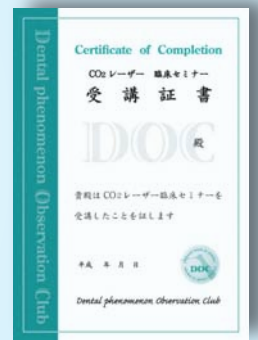 Dental phenomenon Observation Club
Certificate of Completion
CO2レーザー 臨床セミナー
受 講 証 書
DOC
殿
貴殿は CO2レーザー臨床セミナーを
受講したことを証します
平成 年 月 日
DOC
Dental phenomenon Observation Club